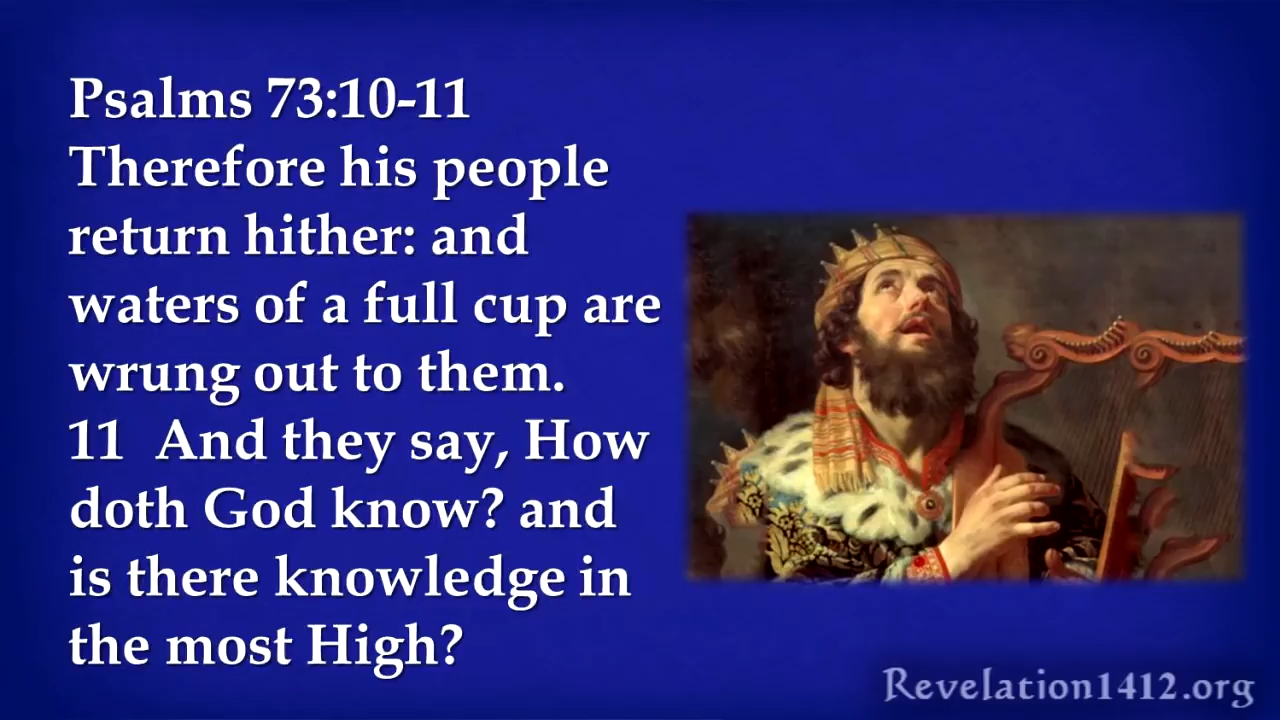 Psalms 73:10-11
Therefore his people
return hither: and
waters of a full cup are
wrung out to them.
11  And they say, How
doth God know? and
is there knowledge in
the most High?
Revelation1412.org